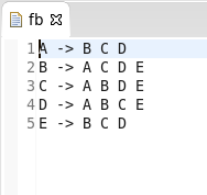 fb
1 A -> B C D
2 B -> A C D E
3 C -> A B D E
4 D -> A B C E
5 E -> B C D